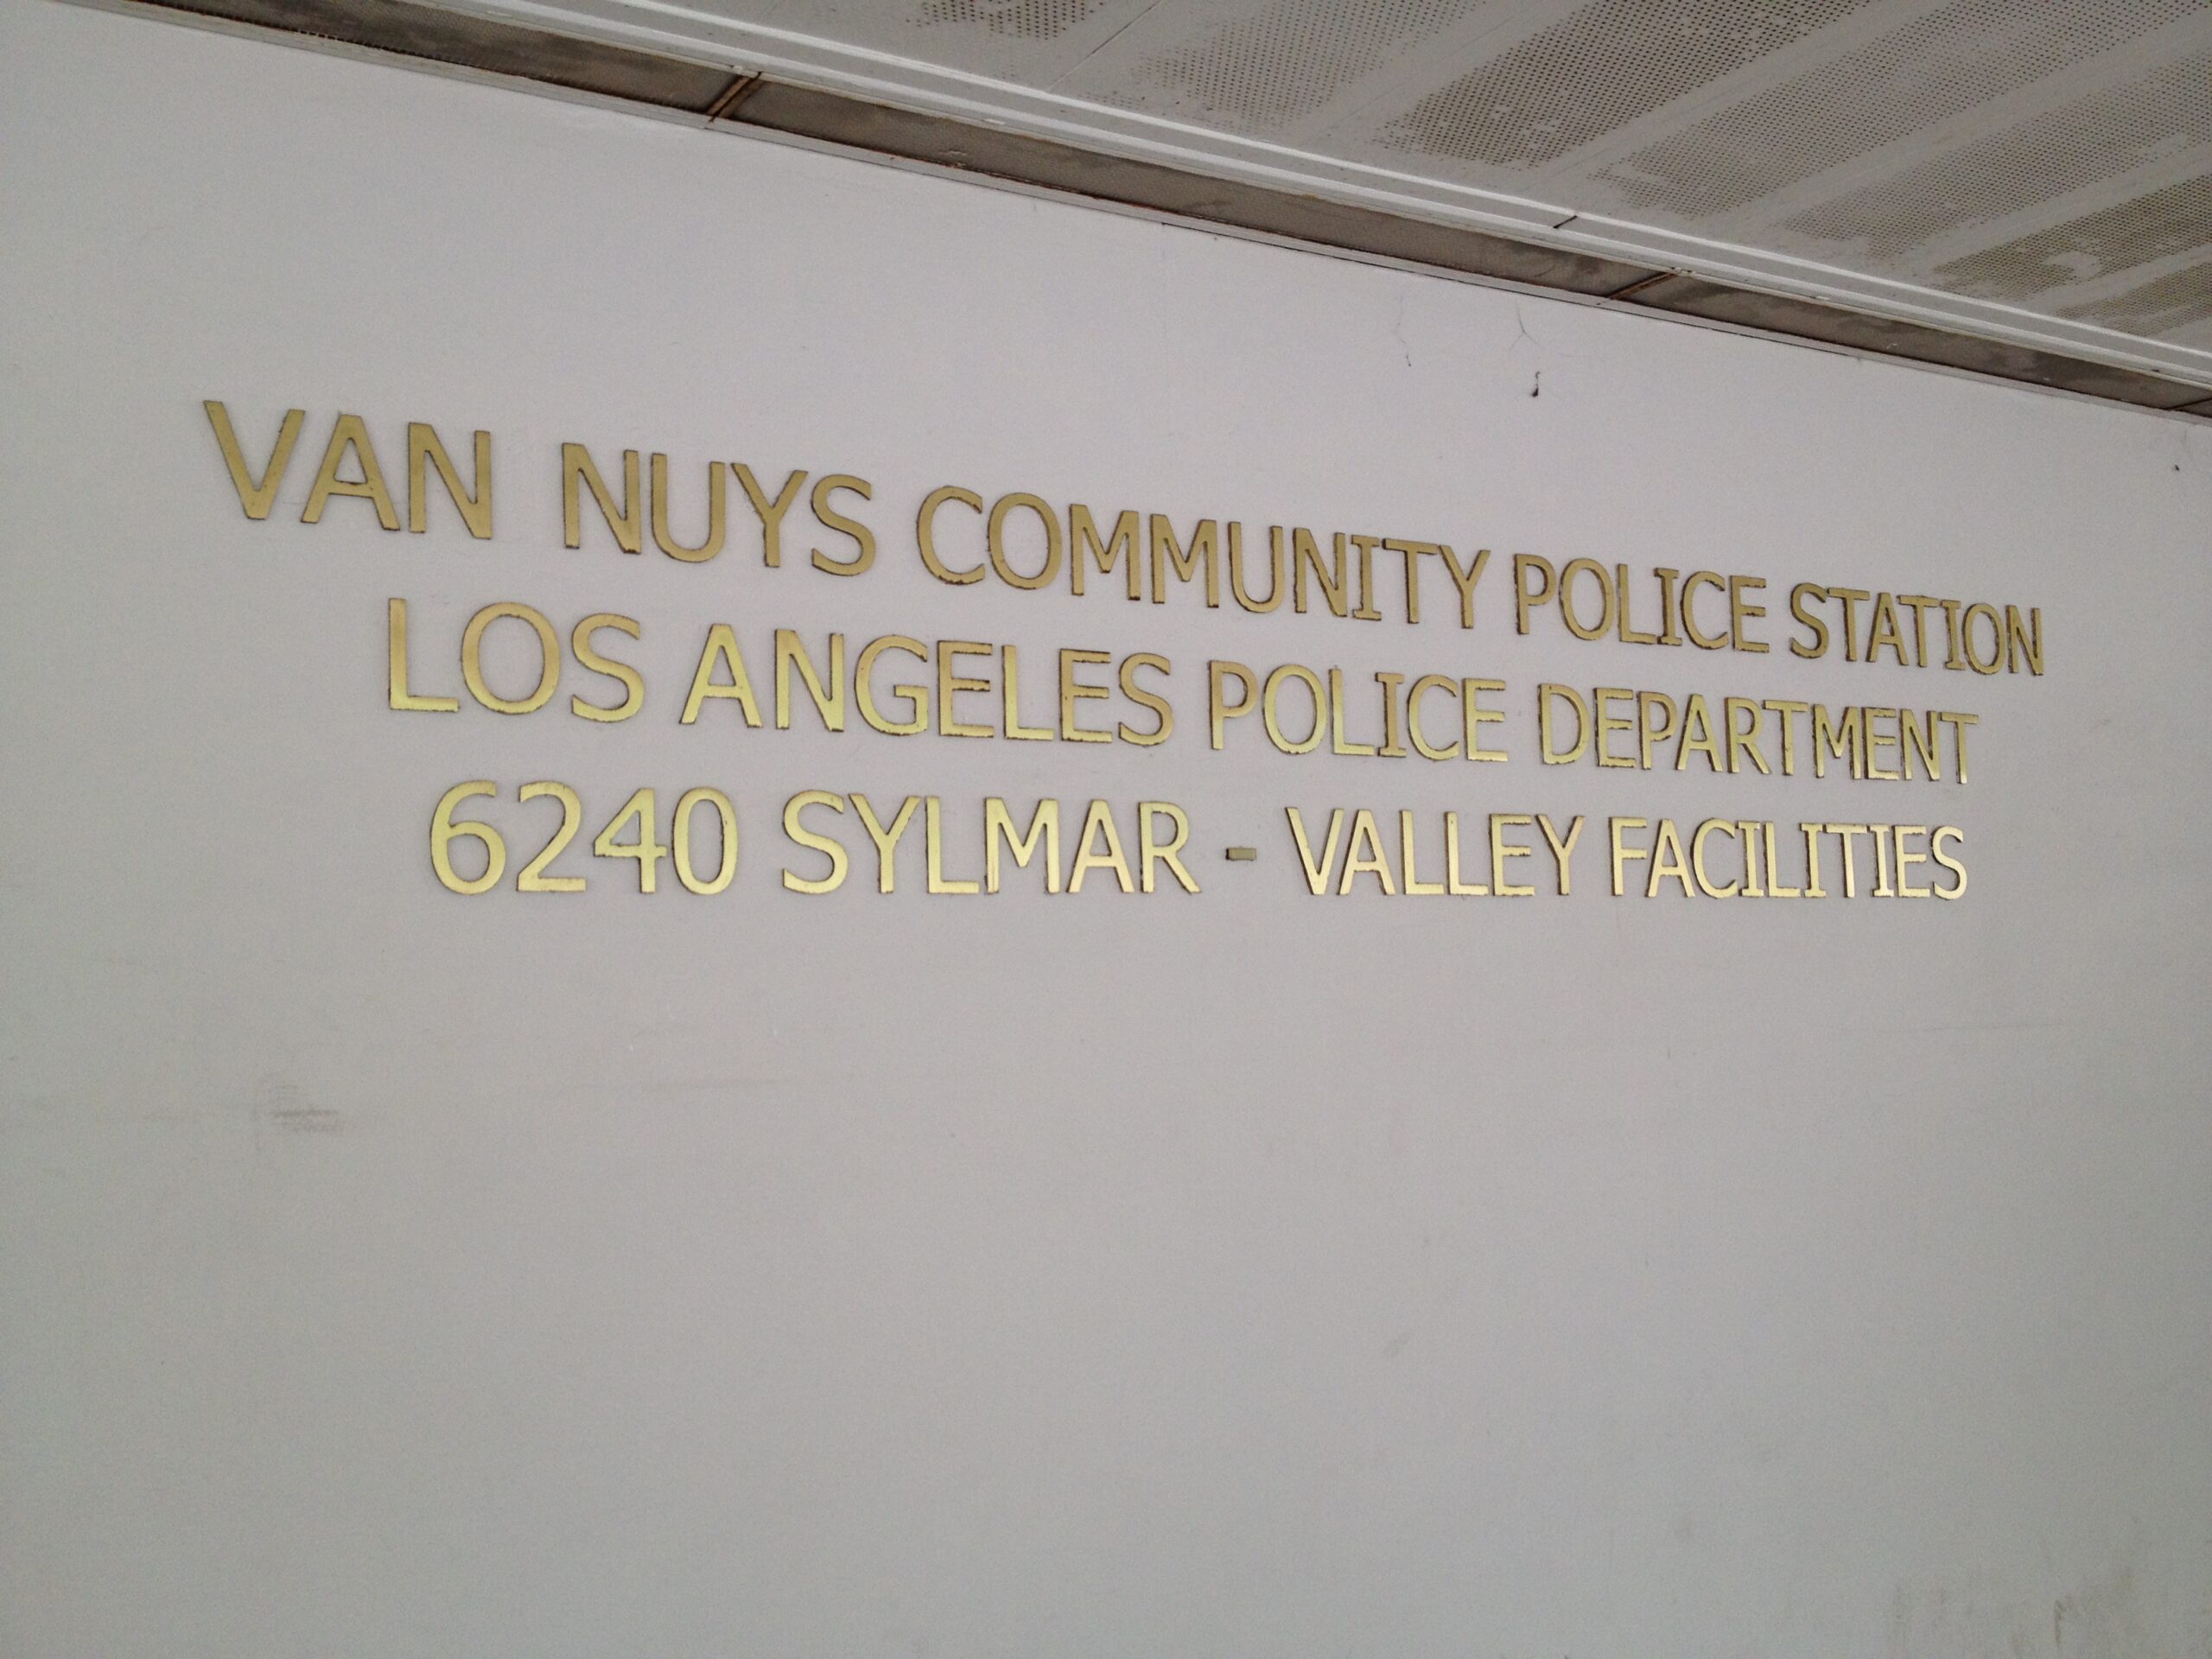 VAN NUYS COMMUNITY POLICE STATION
LOS ANGELES POLICE DEPARTMENT
6240 SYLMAR - VALLEY FACILITIES